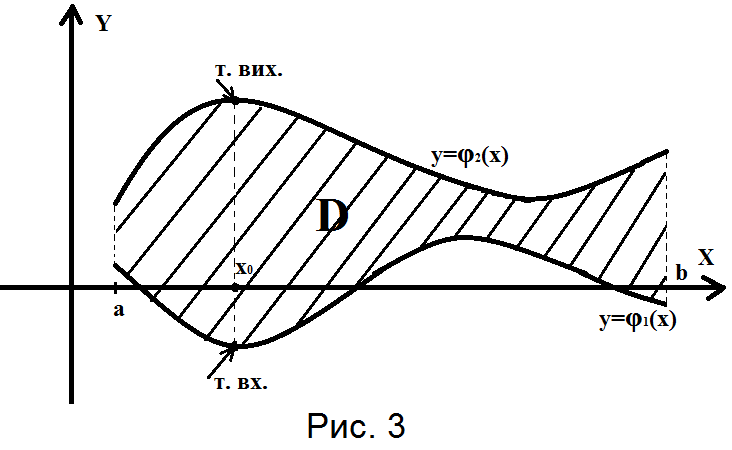 Y
т. вих.
y=φ₂(x)
D
x₀
X
a
b
y=φ₁(x)
т. вх.
Рис. 3